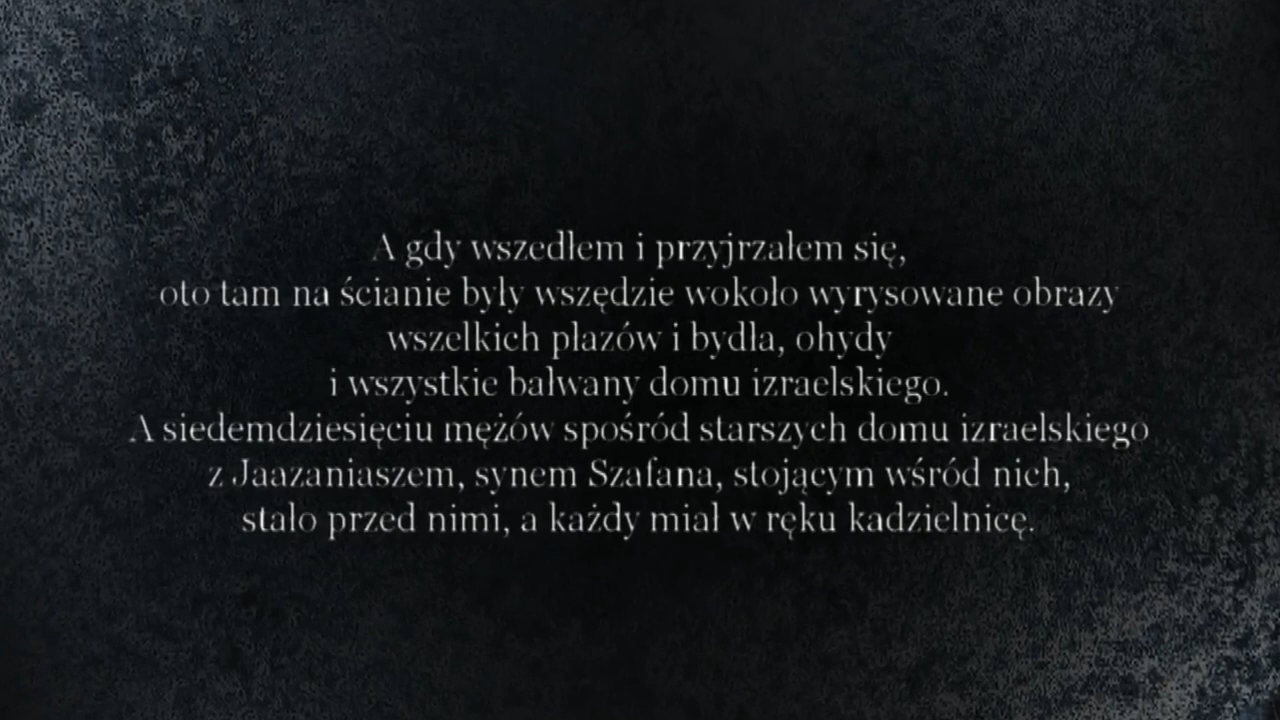 A gdy wszedłem i przyjrzałem się,
oto tam na ścianie były wszędzie wokoło wyrysowane obrazy
wszelkich płazów i bydła, ohydy
i wszystkie bałwany domu izraelskiego.
A siedemdziesięciu mężów spośród starszych domu izraelskiego
z Jaazaniaszem, synem Szafana, stojącym wśród nich,
stało przed nimi, a każdy miał w ręku kadzielnicę.